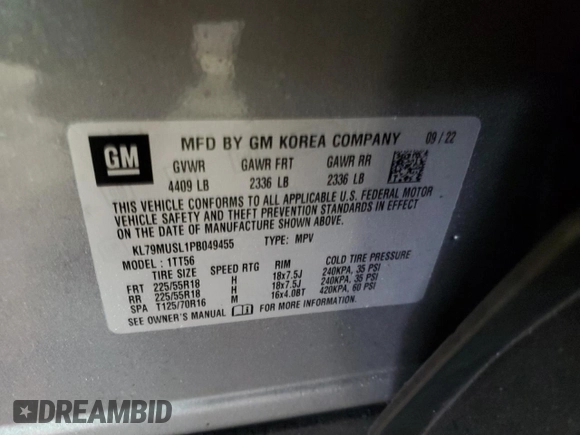 GM
MFD BY GM KOREA COMPANY 09/22
GVWR GAWR FRT GAWR RR
4409 LB 2336 LB 2336 LB
THIS VEHICLE CONFORMS TO ALL APPLICABLE U.S. FEDERAL MOTOR
VEHICLE SAFETY AND THEFT PREVENTION STANDARDS IN EFFECT
ON THE DATE OF MANUFACTURE SHOWN ABOVE.
KL79MUSL1PB049455 TYPE: MPV
MODEL: 1TT56
TIRE SIZE SPEED RTG RIM COLD TIRE PRESSURE
FRT 225/55R18 H 18x7.5J 240KPA, 35 PSI
RR 225/55R18 H 18x7.5J 240KPA, 35 PSI
SPA T125/70R16 M 16x4.0BT 420KPA, 60 PSI
SEE OWNER'S MANUAL FOR MORE INFORMATION.
DREAMBID